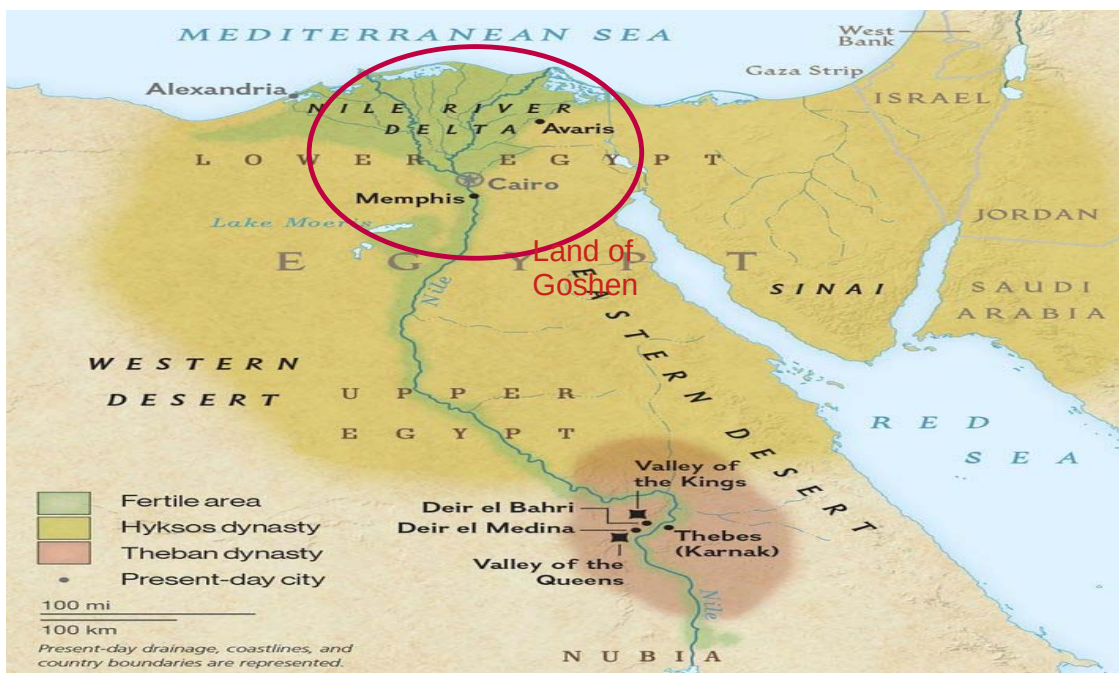 MEDITERRANEAN SEA
West
Bank
Gaza Strip
Alexandria
ISRAEL
NILE RIVER
DELTA
Avaris
LOWER EGYPT
Cairo
Memphis
Lake Moeris
JORDAN
EGYPT
Land of
Goshen
Nile
SINAI
SAUDI
ARABIA
EASTERN DESERT
WESTERN
DESERT
UPPER
EGYPT
RED
SEA
Valley of
the Kings
Deir el Bahri
Deir el Medina
Thebes
(Karnak)
Valley of the
Queens
Nile
NUBIA
Fertile area
Hyksos dynasty
Theban dynasty
Present-day city
100 mi
100 km
Present-day drainage, coastlines, and
country boundaries are represented.